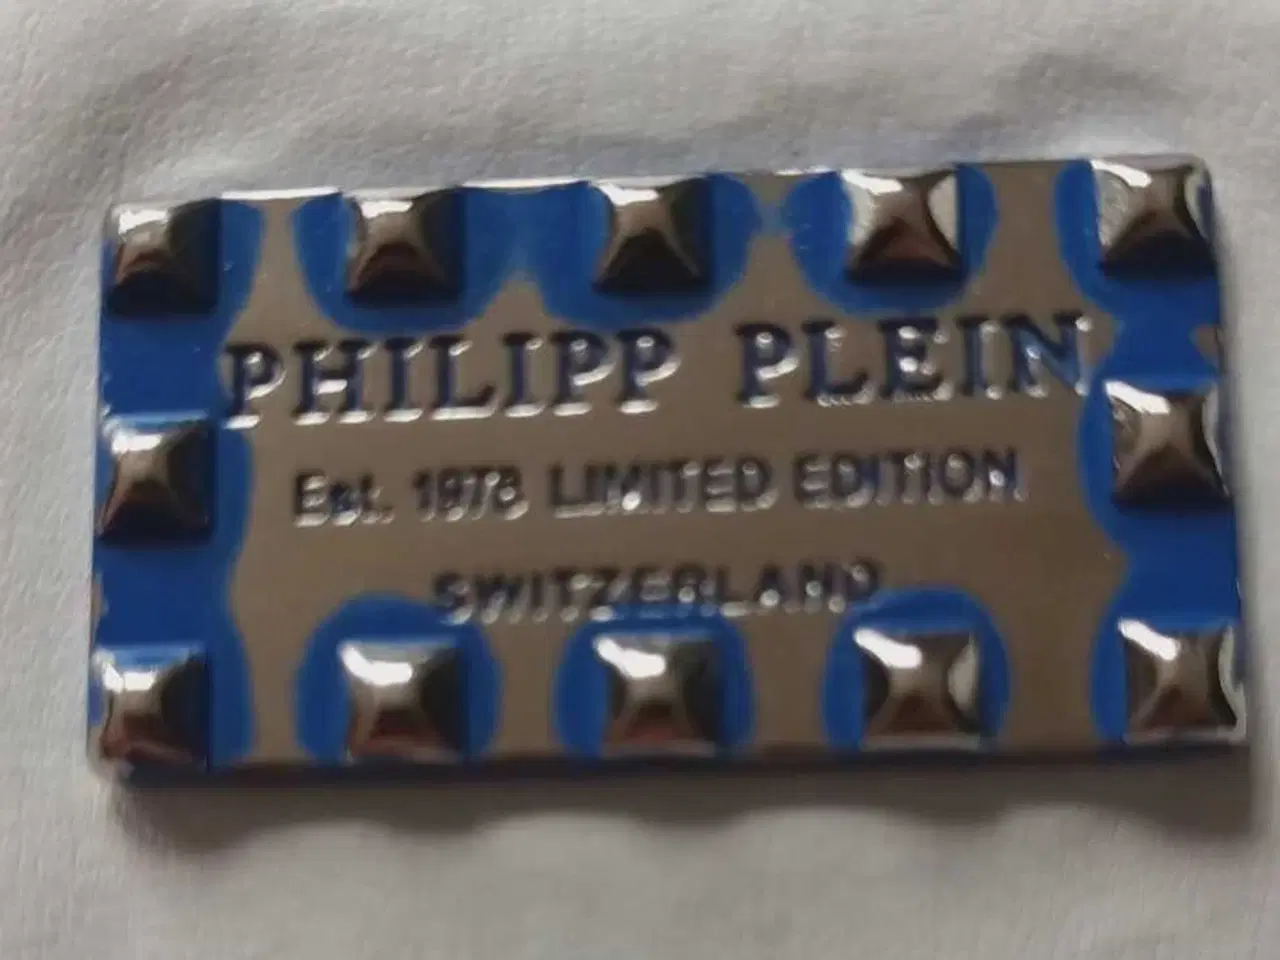 PHILIPP PLEIN
Est. 1978 LIMITED EDITION
SWITZERLAND